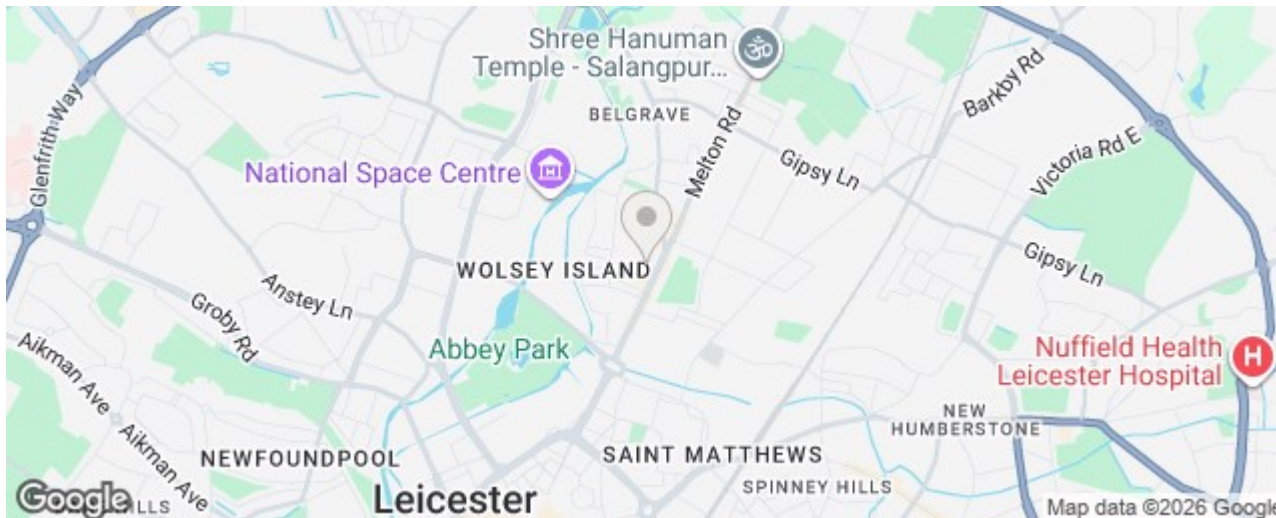 Shree Hanuman
Temple - Salangpur...
BELGRAVE
Barkby Rd
Glenfrith Way
National Space Centre
Melton Rd
Gipsy Ln
Victoria Rd E
WOLSEY ISLAND
Gipsy Ln
Anstey Ln
Groby Rd
Abbey Park
Aikman Ave
Nuffield Health
Leicester Hospital
NEW
HUMBERSTONE
Aikman Ave
NEWFOUNDPOOL
SAINT MATTHEWS
SPINNEY HILLS
Leicester
Google
HILLS
Map data ©2026 Google